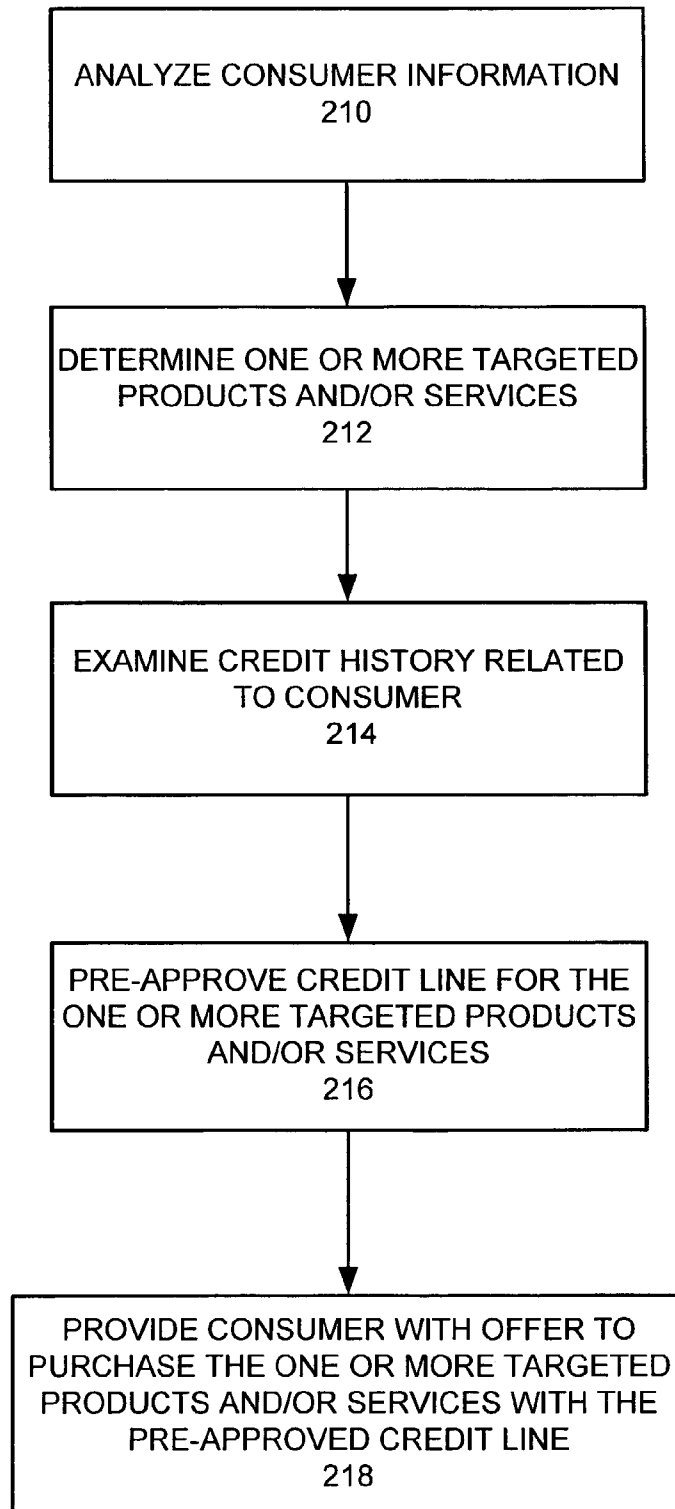 ANALYZE CONSUMER INFORMATION
210
DETERMINE ONE OR MORE TARGETED
PRODUCTS AND/OR SERVICES
212
EXAMINE CREDIT HISTORY RELATED
TO CONSUMER
214
PRE-APPROVE CREDIT LINE FOR THE
ONE OR MORE TARGETED PRODUCTS
AND/OR SERVICES
216
PROVIDE CONSUMER WITH OFFER TO
PURCHASE THE ONE OR MORE TARGETED
PRODUCTS AND/OR SERVICES WITH THE
PRE-APPROVED CREDIT LINE
218